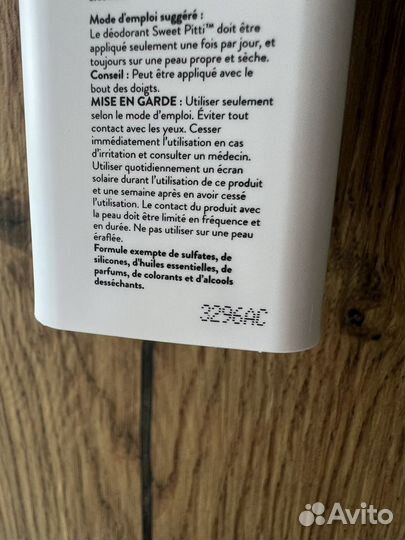 Mode d'emploi suggéré :
Le déodorant Sweet Pitti™ doit être
appliqué seulement une fois par jour, et
toujours sur une peau propre et sèche.
Conseil : Peut être appliqué avec le
bout des doigts.
MISE EN GARDE : Utiliser seulement
selon le mode d'emploi. Éviter tout
contact avec les yeux. Cesser
immédiatement l'utilisation en cas
d'irritation et consulter un médecin.
Utiliser quotidiennement un écran
solaire durant l'utilisation de ce produit
et une semaine après en avoir cessé
l'utilisation. Le contact du produit avec
la peau doit être limité en fréquence et
en durée. Ne pas utiliser sur une peau
éraflée.
Formule exempte de sulfates, de
silicones, d'huiles essentielles, de
parfums, de colorants et d'alcools
desséchants.
3296AC
Avito